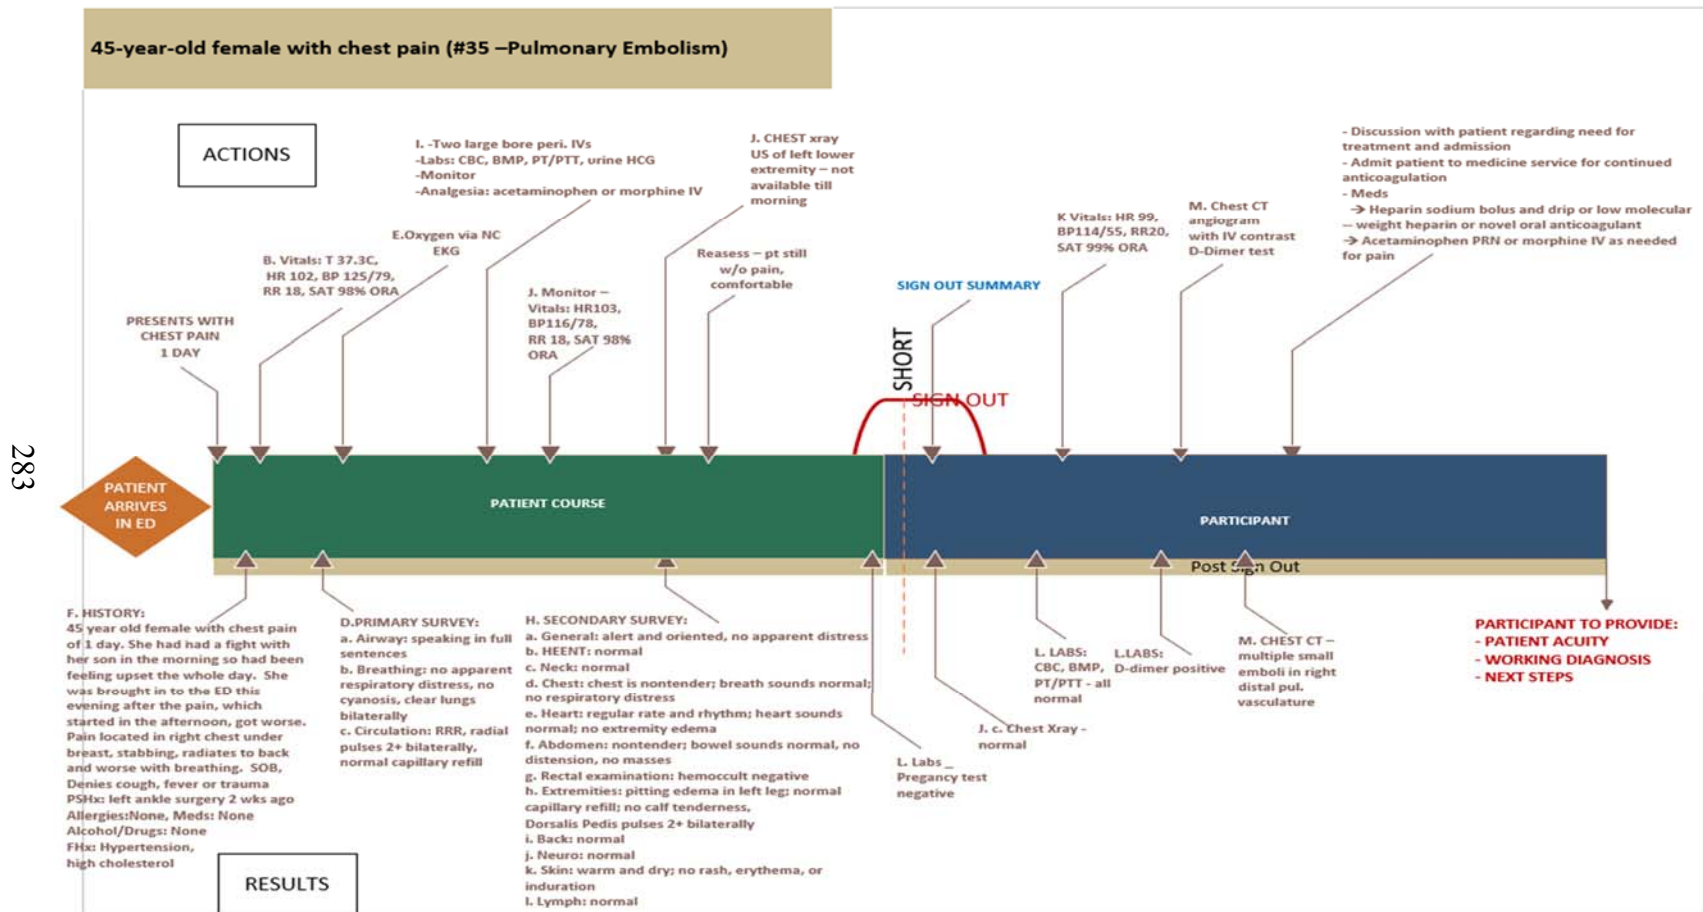 45-year-old female with chest pain (#35 –Pulmonary Embolism)
ACTIONS
PRESENTS WITH
CHEST PAIN
1 DAY
B. Vitals: T 37.3C,
HR 102, BP 125/79,
RR 18, SAT 98% ORA
E.Oxygen via NC
EKG
I. -Two large bore peri. IVs
-Labs: CBC, BMP, PT/PTT, urine HCG
-Monitor
-Analgesia: acetaminophen or morphine IV
J. Monitor –
Vitals: HR103,
BP116/78,
RR 18, SAT 98%
ORA
J. CHEST xray
US of left lower
extremity – not
available till
morning
Reasess – pt still
w/o pain,
comfortable
SIGN OUT SUMMARY
SHORT
SIGN OUT
K Vitals: HR 99,
BP114/55, RR20,
SAT 99% ORA
M. Chest CT
angiogram
with IV contrast
D-Dimer test
- Discussion with patient regarding need for
treatment and admission
- Admit patient to medicine service for continued
anticoagulation
- Meds
→ Heparin sodium bolus and drip or low molecular
– weight heparin or novel oral anticoagulant
→ Acetaminophen PRN or morphine IV as needed
for pain
283
PATIENT
ARRIVES
IN ED
PATIENT COURSE
PARTICIPANT
Post Sign Out
F. HISTORY:
45 year old female with chest pain
of 1 day. She had had a fight with
her son in the morning so had been
feeling upset the whole day. She
was brought in to the ED this
evening after the pain, which
started in the afternoon, got worse.
Pain located in right chest under
breast, stabbing, radiates to back
and worse with breathing. SOB,
Denies cough, fever or trauma
PSHx: left ankle surgery 2 wks ago
Allergies:None, Meds: None
Alcohol/Drugs: None
FHx: Hypertension,
high cholesterol
D.PRIMARY SURVEY:
a. Airway: speaking in full
sentences
b. Breathing: no apparent
respiratory distress, no
cyanosis, clear lungs
bilaterally
c. Circulation: RRR, radial
pulses 2+ bilaterally,
normal capillary refill
H. SECONDARY SURVEY:
a. General: alert and oriented, no apparent distress
b. HEENT: normal
c. Neck: normal
d. Chest: chest is nontender; breath sounds normal;
no respiratory distress
e. Heart: regular rate and rhythm; heart sounds
normal; no extremity edema
f. Abdomen: nontender; bowel sounds normal, no
distension, no masses
g. Rectal examination: hemoccult negative
h. Extremities: pitting edema in left leg; normal
capillary refill; no calf tenderness,
Dorsalis Pedis pulses 2+ bilaterally
i. Back: normal
j. Neuro: normal
k. Skin: warm and dry; no rash, erythema, or
induration
l. Lymph: normal
L. Labs _
Pregancy test
negative
J. c. Chest Xray -
normal
L. LABS:
CBC, BMP,
PT/PTT - all
normal
L.LABS:
D-dimer positive
M. CHEST CT –
multiple small
emboli in right
distal pul.
vasculature
PARTICIPANT TO PROVIDE:
- PATIENT ACUITY
- WORKING DIAGNOSIS
- NEXT STEPS
RESULTS